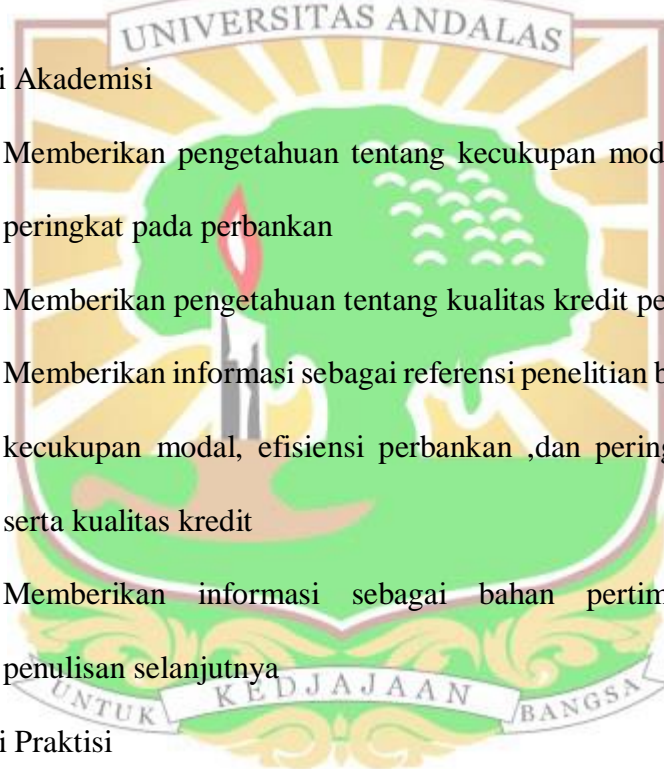 UNIVERSITAS ANDALAS
i Akademisi
Memberikan pengetahuan tentang kecukupan mod
peringkat pada perbankan
Memberikan pengetahuan tentang kualitas kredit pe
Memberikan informasi sebagai referensi penelitian b
kecukupan modal, efisiensi perbankan ,dan pering
serta kualitas kredit
Memberikan informasi sebagai bahan pertim
penulisan selanjutnya
UNTUK KEDJAJAAN BANGSA
i Praktisi